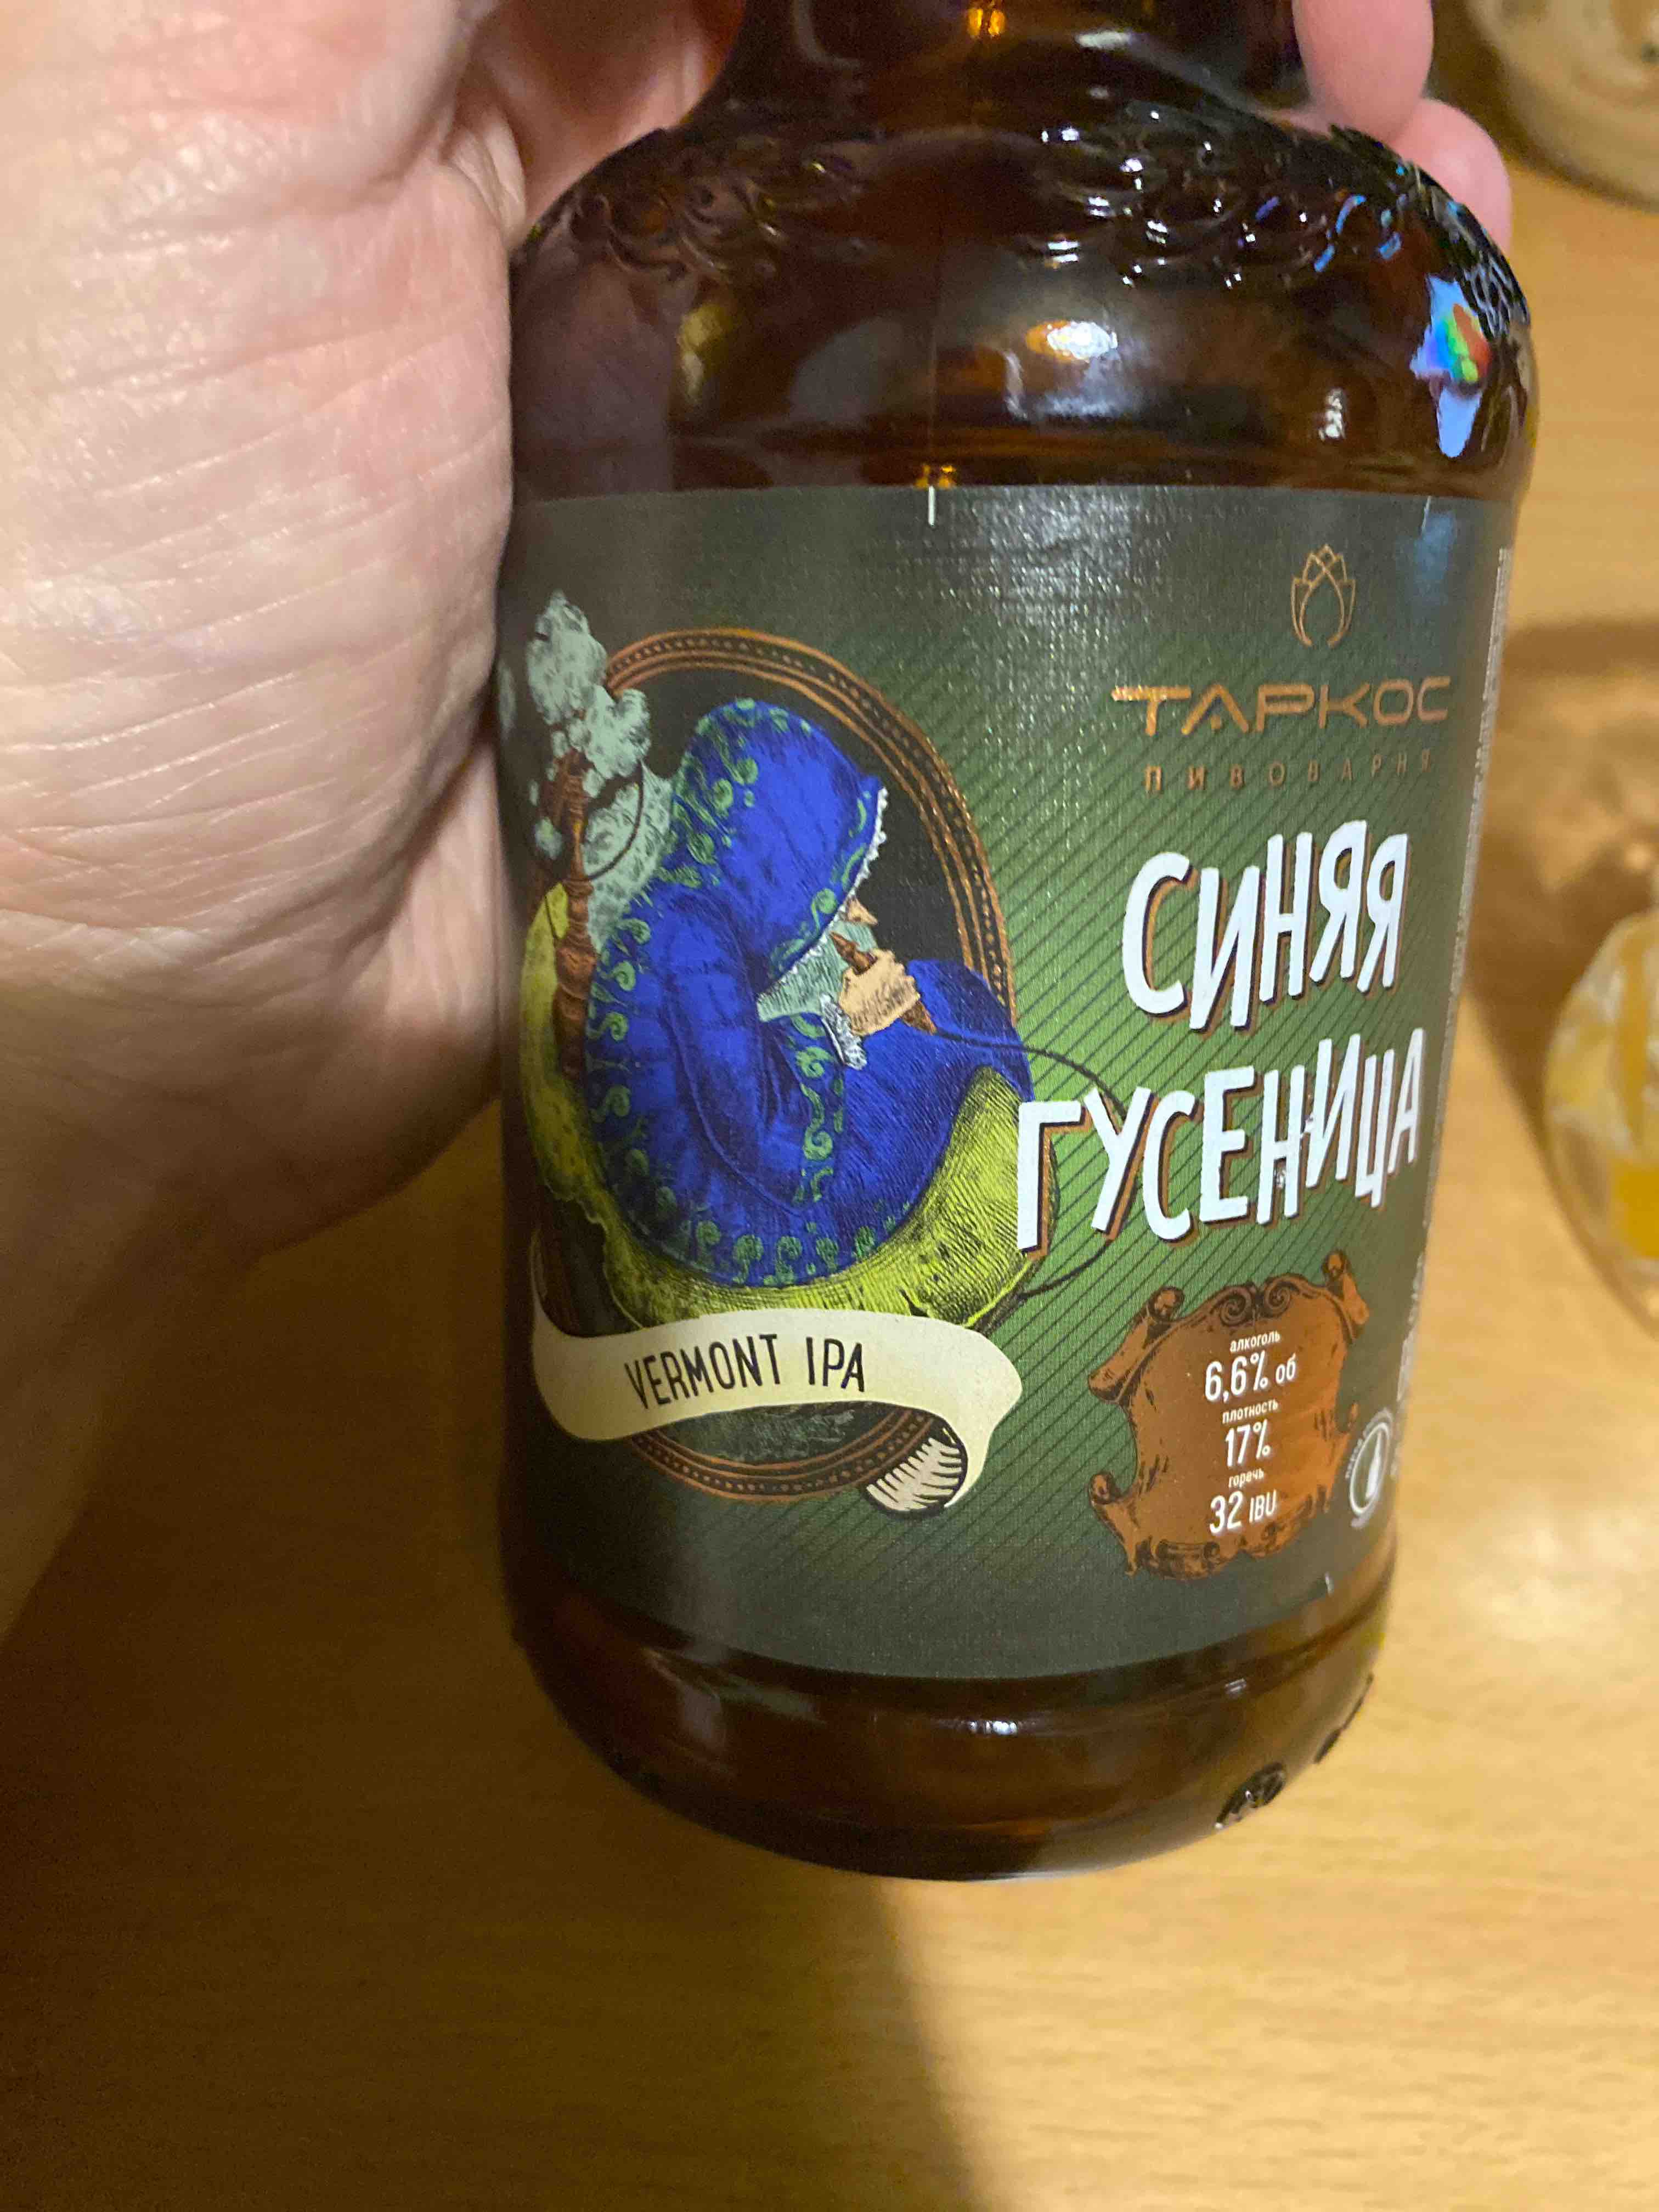 ТАРКОС
ПИВОВАРНЯ
СИНЯЯ
ГУСЕНИЦА
VERMONT IPA
алкоголь
6,6% об
плотность
17%
горечь
32 IBU